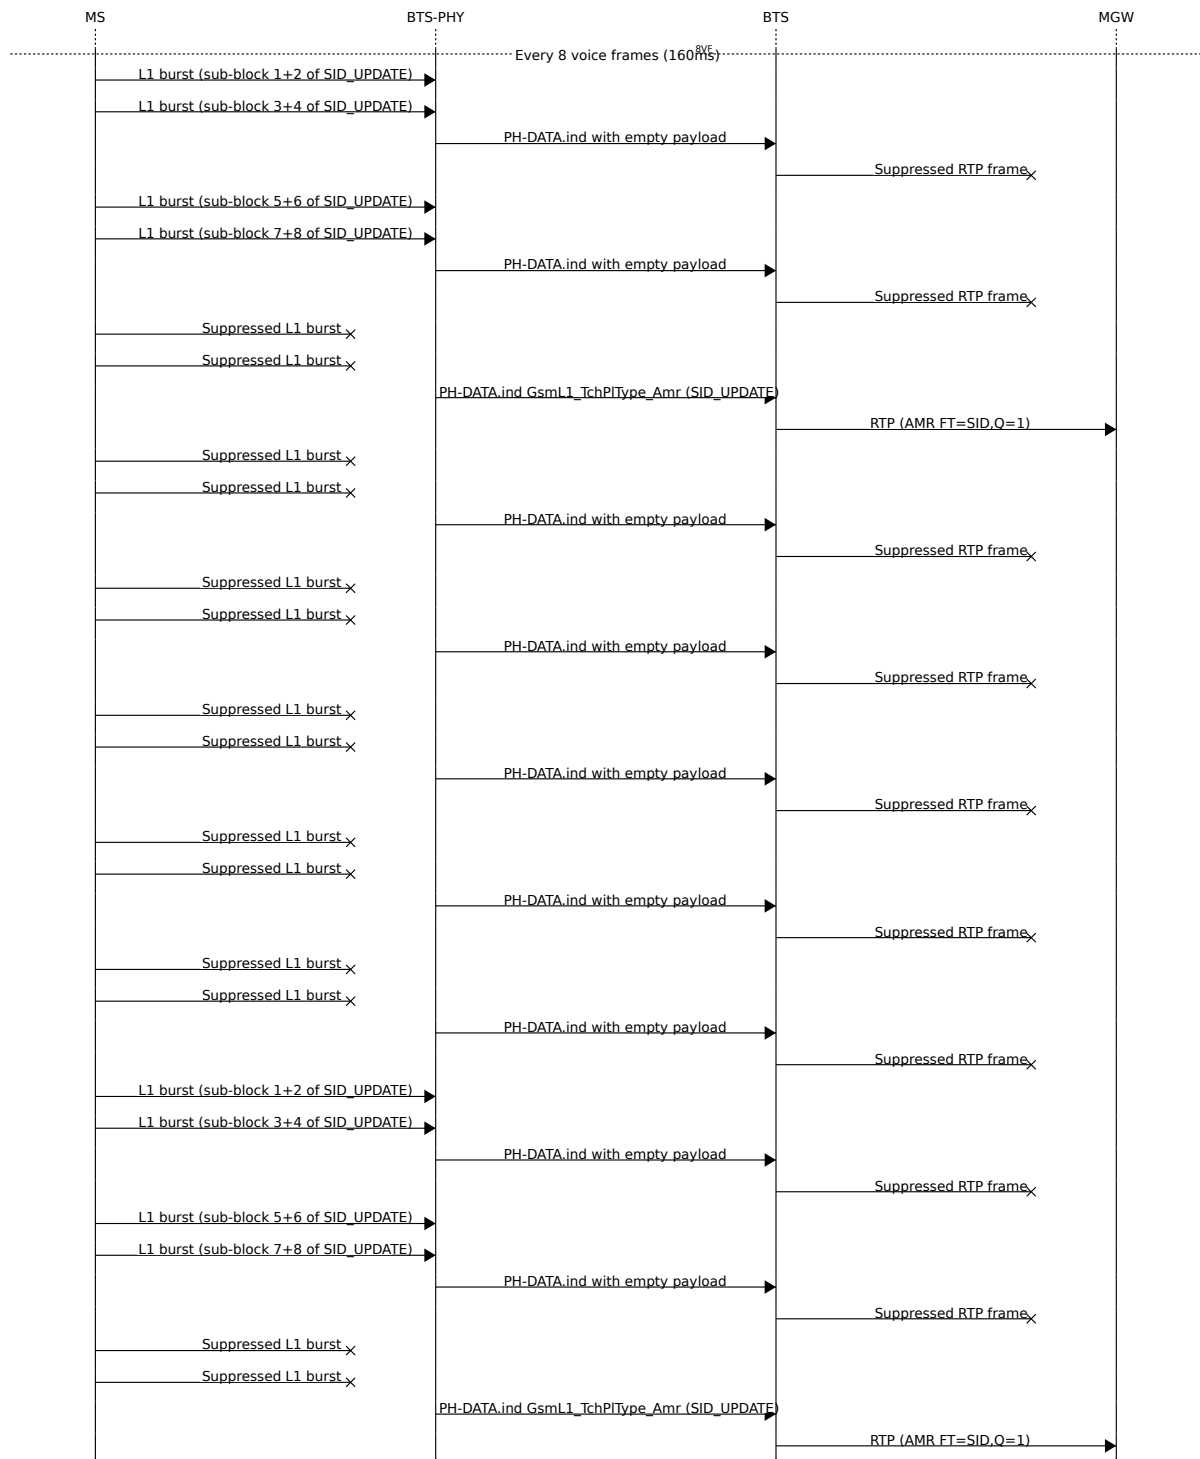 MS BTS-PHY BTS MGW
Every 8 voice frames (160ms) 8VF
L1 burst (sub-block 1+2 of SID_UPDATE)
L1 burst (sub-block 3+4 of SID_UPDATE)
PH-DATA.ind with empty payload
Suppressed RTP frame
L1 burst (sub-block 5+6 of SID_UPDATE)
L1 burst (sub-block 7+8 of SID_UPDATE)
PH-DATA.ind with empty payload
Suppressed RTP frame
Suppressed L1 burst
Suppressed L1 burst
PH-DATA.ind GsmL1_TchPlType_Amr (SID_UPDATE)
RTP (AMR FT=SID,Q=1)
Suppressed L1 burst
Suppressed L1 burst
PH-DATA.ind with empty payload
Suppressed RTP frame
Suppressed L1 burst
Suppressed L1 burst
PH-DATA.ind with empty payload
Suppressed RTP frame
Suppressed L1 burst
Suppressed L1 burst
PH-DATA.ind with empty payload
Suppressed RTP frame
Suppressed L1 burst
Suppressed L1 burst
PH-DATA.ind with empty payload
Suppressed RTP frame
Suppressed L1 burst
Suppressed L1 burst
PH-DATA.ind with empty payload
Suppressed RTP frame
L1 burst (sub-block 1+2 of SID_UPDATE)
L1 burst (sub-block 3+4 of SID_UPDATE)
PH-DATA.ind with empty payload
Suppressed RTP frame
L1 burst (sub-block 5+6 of SID_UPDATE)
L1 burst (sub-block 7+8 of SID_UPDATE)
PH-DATA.ind with empty payload
Suppressed RTP frame
Suppressed L1 burst
Suppressed L1 burst
PH-DATA.ind GsmL1_TchPlType_Amr (SID_UPDATE)
RTP (AMR FT=SID,Q=1)